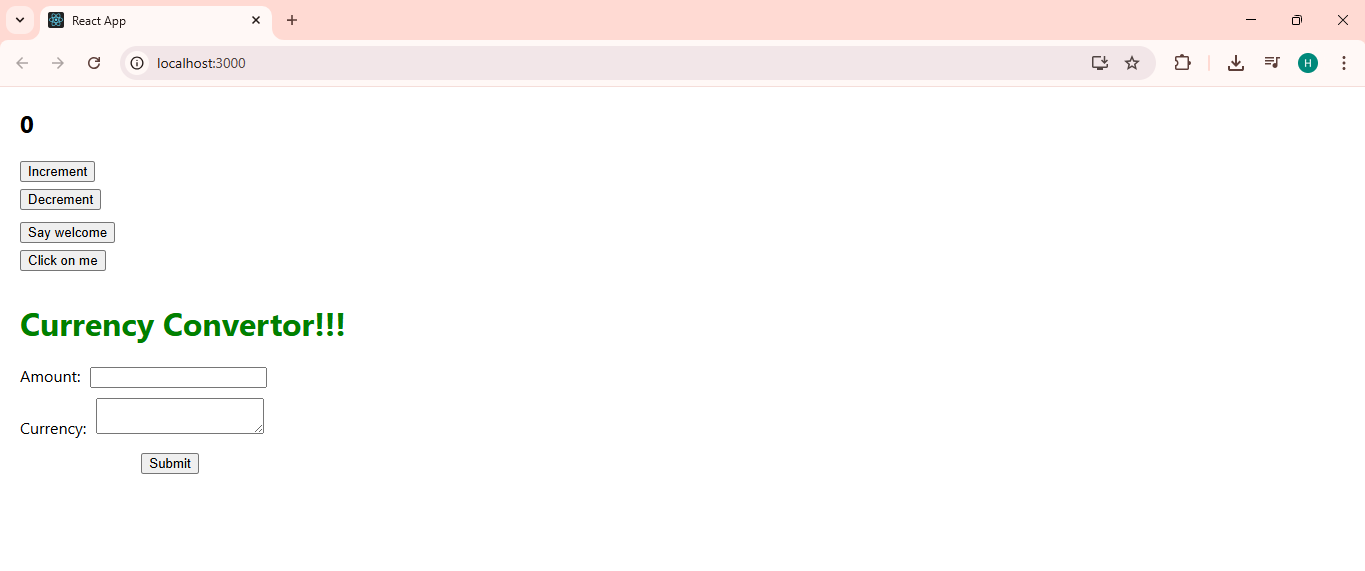 React App
localhost:3000
H
0
Increment
Decrement
Say welcome
Click on me
Currency Convertor!!!
Amount:
Currency:
Submit